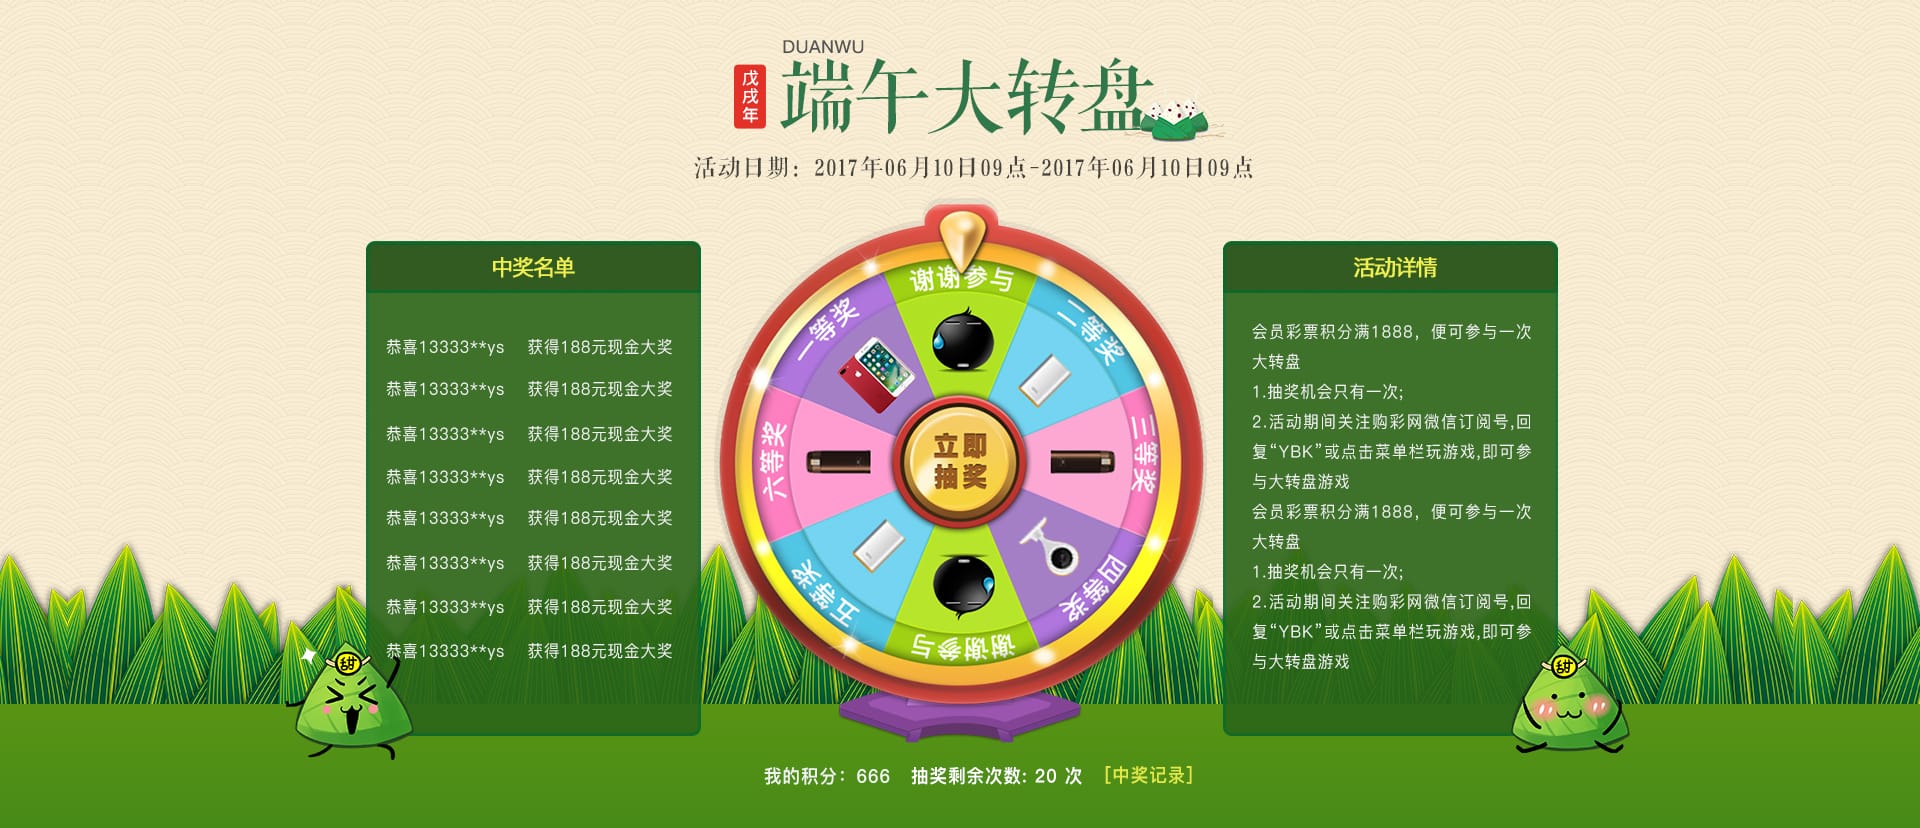 DUANWU
戊戌年
端午大转盘
活动日期：2017年06月10日09点-2017年06月10日09点
中奖名单
恭喜13333**ys 获得188元现金大奖
恭喜13333**ys 获得188元现金大奖
恭喜13333**ys 获得188元现金大奖
恭喜13333**ys 获得188元现金大奖
恭喜13333**ys 获得188元现金大奖
恭喜13333**ys 获得188元现金大奖
恭喜13333**ys 获得188元现金大奖
恭喜13333**ys 获得188元现金大奖
甜
谢谢参与
二等奖
三等奖
四等奖
谢谢参与
五等奖
六等奖
一等奖
立即
抽奖
活动详情
会员彩票积分满1888，便可参与一次
大转盘
1.抽奖机会只有一次;
2.活动期间关注购彩网微信订阅号,回
复“YBK”或点击菜单栏玩游戏,即可参
与大转盘游戏
会员彩票积分满1888，便可参与一次
大转盘
1.抽奖机会只有一次;
2.活动期间关注购彩网微信订阅号,回
复“YBK”或点击菜单栏玩游戏,即可参
与大转盘游戏
甜
我的积分：666 抽奖剩余次数: 20 次 [中奖记录]